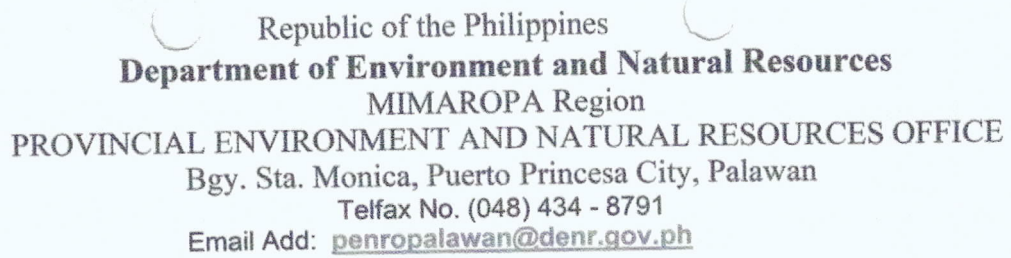 Republic of the Philippines
Department of Environment and Natural Resources
MIMAROPA Region
PROVINCIAL ENVIRONMENT AND NATURAL RESOURCES OFFICE
Bgy. Sta. Monica, Puerto Princesa City, Palawan
Telfax No. (048) 434 - 8791
Email Add: penropalawan@denr.gov.ph